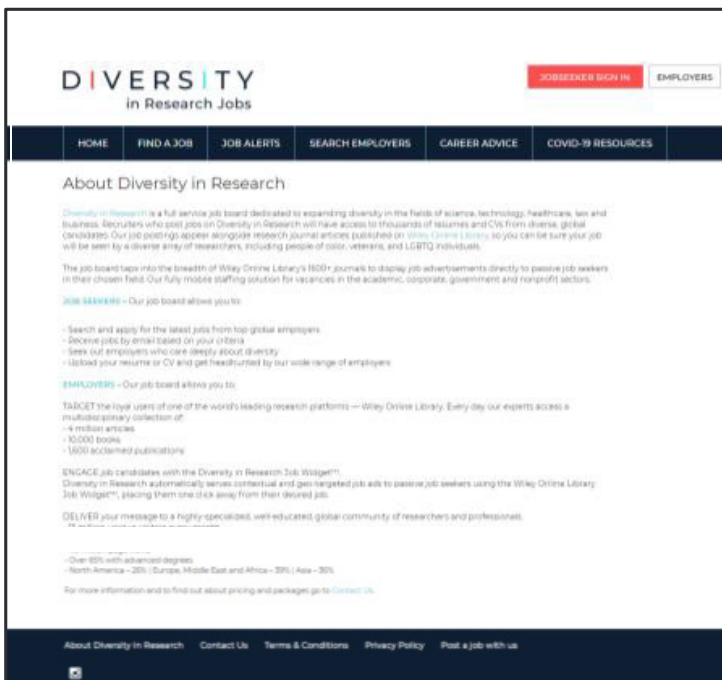 DIVERSITY
in Research Jobs
JOBSEEKER SIGN IN
EMPLOYERS
HOME
FIND A JOB
JOB ALERTS
SEARCH EMPLOYERS
CAREER ADVICE
COVID-19 RESOURCES
About Diversity in Research
Diversity in Research is a full service job board dedicated to expanding diversity in the fields of science, technology, healthcare, law and
business. Recruiters who post jobs on Diversity in Research will have access to thousands of resumes and CVs from diverse, global
candidates. Our job postings appear alongside research journal articles published on Wiley Online Library, so you can be sure your job
will be seen by a diverse array of researchers, including people of color, veterans, and LGBTQ individuals.
The job board taps into the breadth of Wiley Online Library's 1600+ journals to display job advertisements directly to passive job seekers
in their chosen field. Our fully mobile staffing solution for vacancies in the academic, corporate, government and nonprofit sectors.
JOB SEEKERS – Our job board allows you to:
- Search and apply for the latest jobs from top global employers
- Receive jobs by email based on your criteria
- Seek out employers who care deeply about diversity
- Upload your resume or CV and get headhunted by our wide range of employers
EMPLOYERS – Our job board allows you to:
TARGET the loyal users of one of the world's leading research platforms — Wiley Online Library. Every day our experts access a
multidisciplinary collection of:
- 4 million articles
- 10,000 books
- 1,600 acclaimed publications
ENGAGE job candidates with the Diversity in Research Job Widget™.
Diversity in Research automatically serves contextual and geo-targeted job ads to passive job seekers using the Wiley Online Library
Job Widget™, placing them one click away from their desired job.
DELIVER your message to a highly-specialized, well-educated, global community of researchers and professionals.
- Over 85% with advanced degrees
- North America – 26% | Europe, Middle East and Africa – 39% | Asia – 36%
For more information and to find out about pricing and packages go to Contact Us.
About Diversity in Research
Contact Us
Terms & Conditions
Privacy Policy
Post a job with us